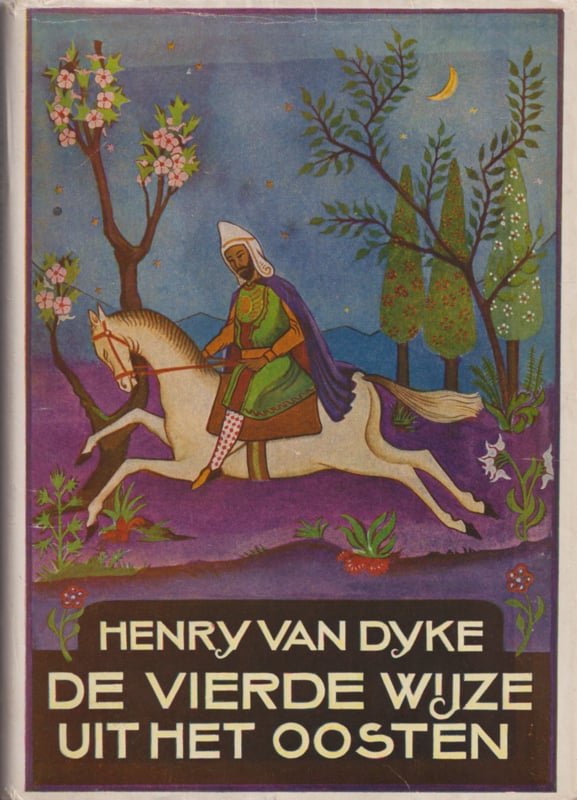 HENRY VAN DYKE
DE VIERDE WIJZE
UIT HET OOSTEN